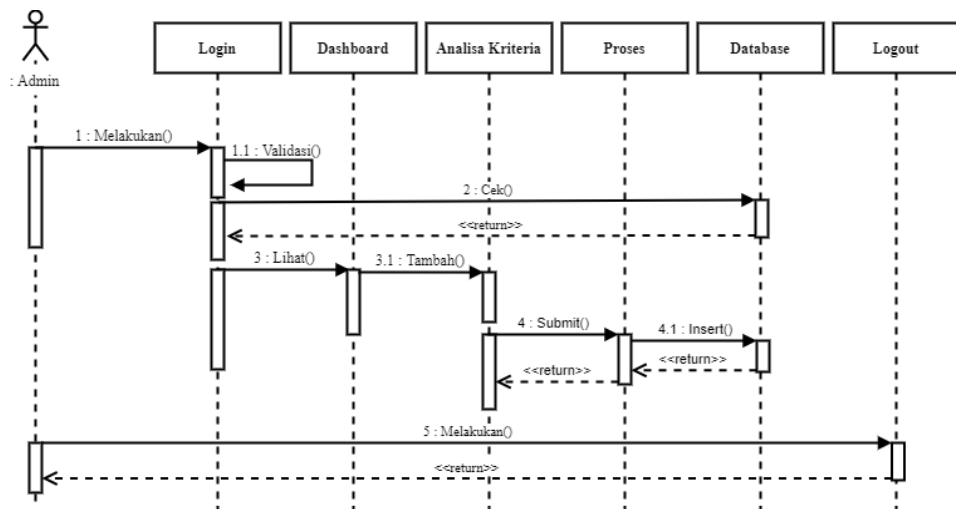 Login
Dashboard
Analisa Kriteria
Proses
Database
Logout
: Admin
1 : Melakukan()
1.1 : Validasi()
2 : Cek()
<<return>>
3 : Lihat()
3.1 : Tambah()
4 : Submit()
4.1 : Insert()
<<return>>
<<return>>
5 : Melakukan()
<<return>>